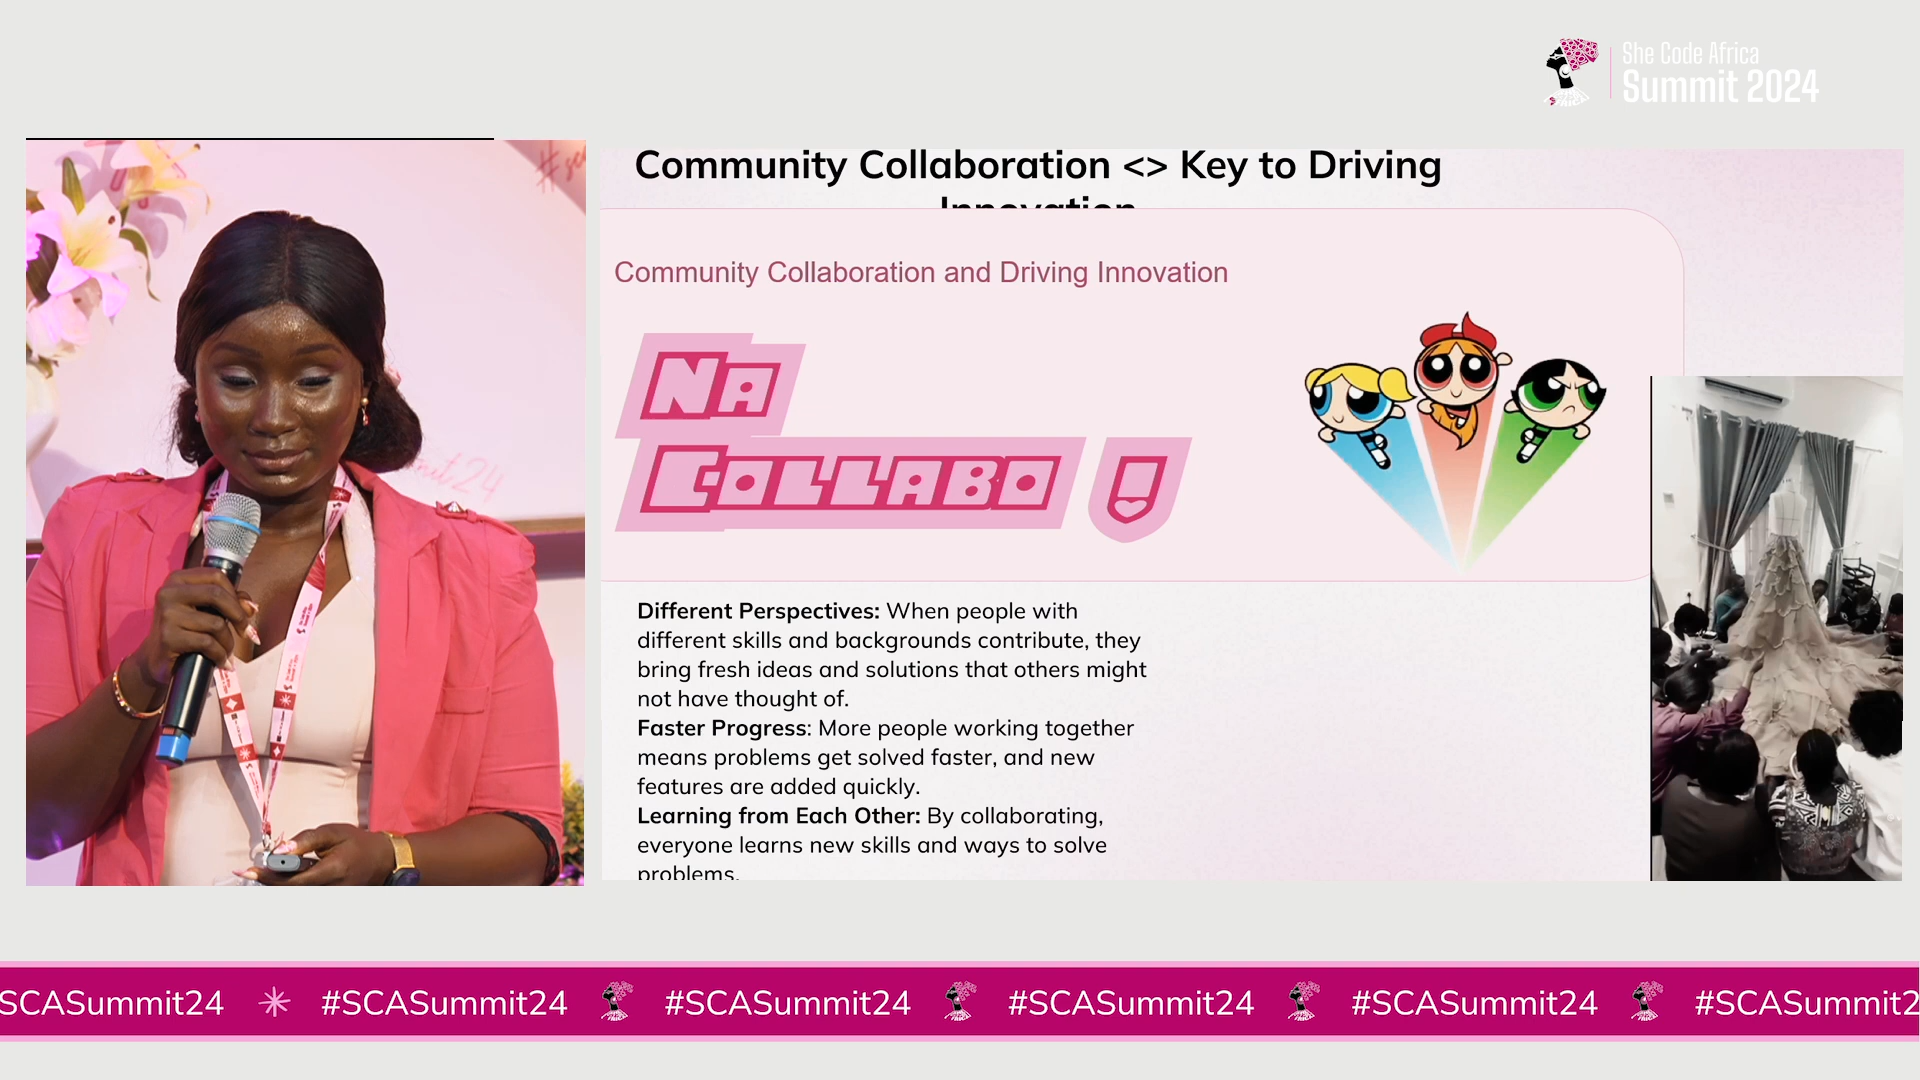 She Code Africa
Summit 2024
Community Collaboration <> Key to Driving
Innovation
Community Collaboration and Driving Innovation
Na
Collabo !
Different Perspectives: When people with
different skills and backgrounds contribute, they
bring fresh ideas and solutions that others might
not have thought of.
Faster Progress: More people working together
means problems get solved faster, and new
features are added quickly.
Learning from Each Other: By collaborating,
everyone learns new skills and ways to solve
problems.
SCASummit24 #SCASummit24 #SCASummit24 #SCASummit24 #SCASummit24 #SCASummit2